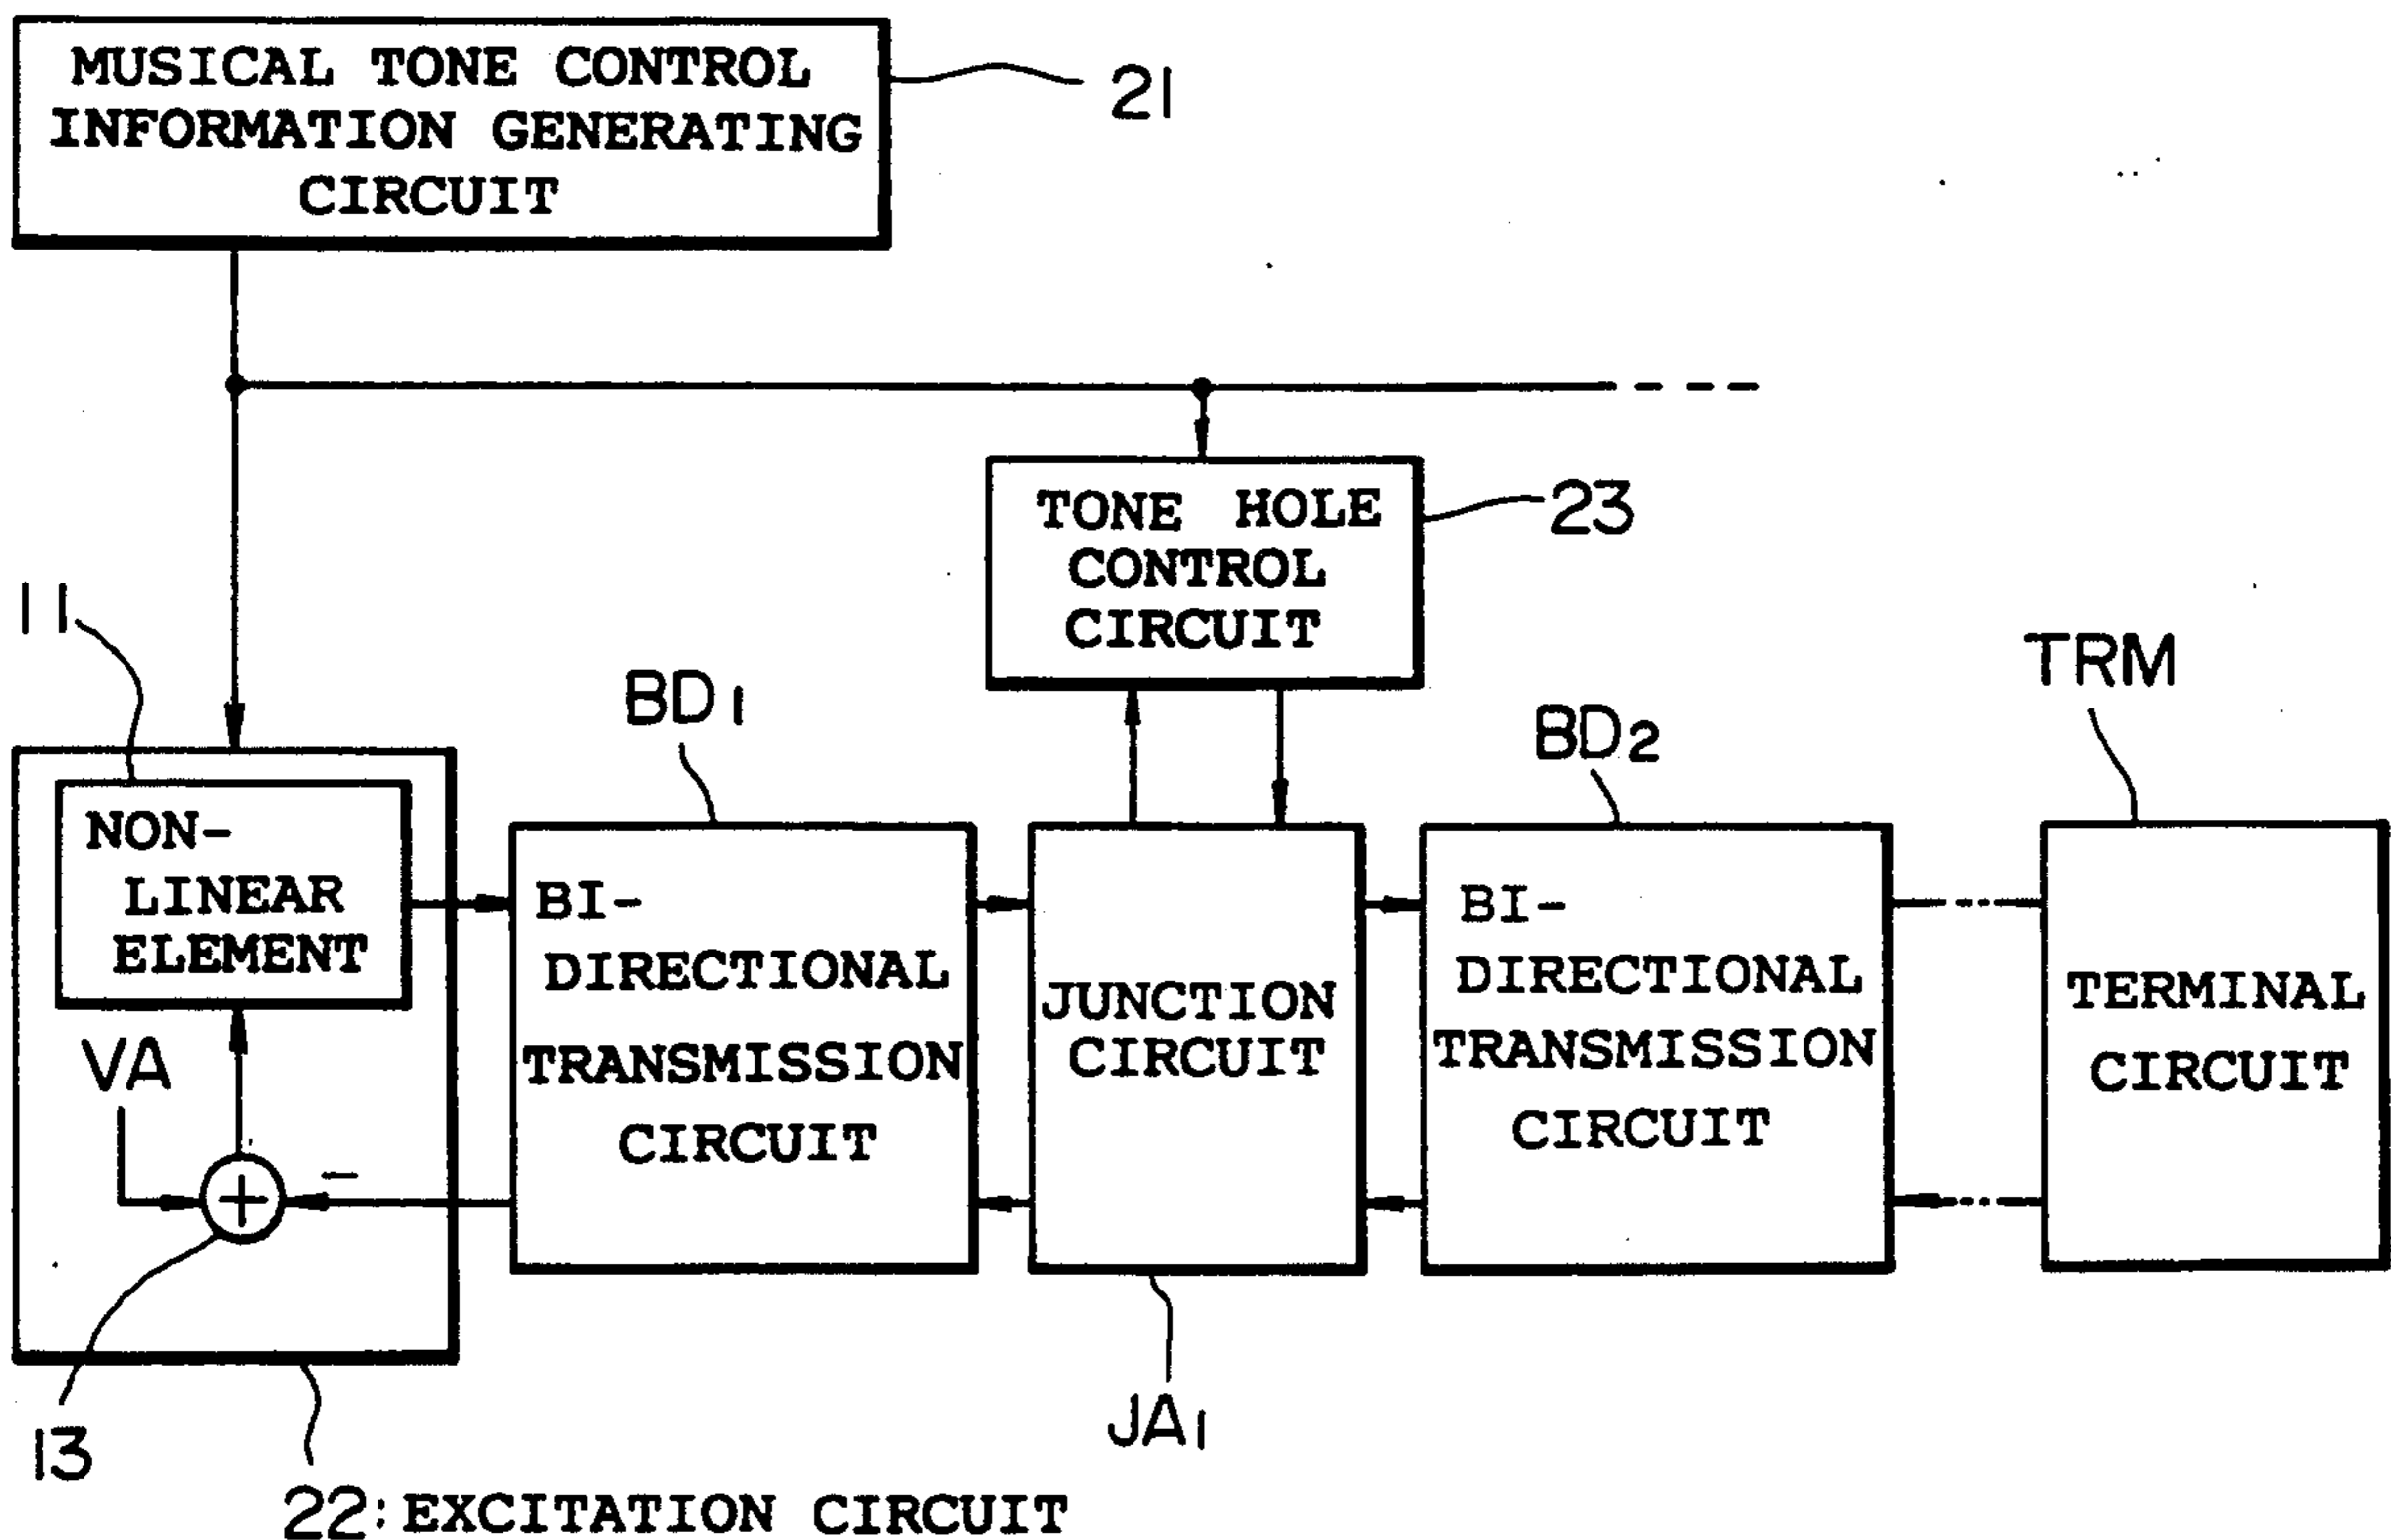 MUSICAL TONE CONTROL
INFORMATION GENERATING
CIRCUIT
21
TONE HOLE
CONTROL
CIRCUIT
23
11
BD1
BD2
TRM
NON-
LINEAR
ELEMENT
VA
+
-
BI-
DIRECTIONAL
TRANSMISSION
CIRCUIT
JUNCTION
CIRCUIT
BI-
DIRECTIONAL
TRANSMISSION
CIRCUIT
TERMINAL
CIRCUIT
13
JA1
22: EXCITATION CIRCUIT